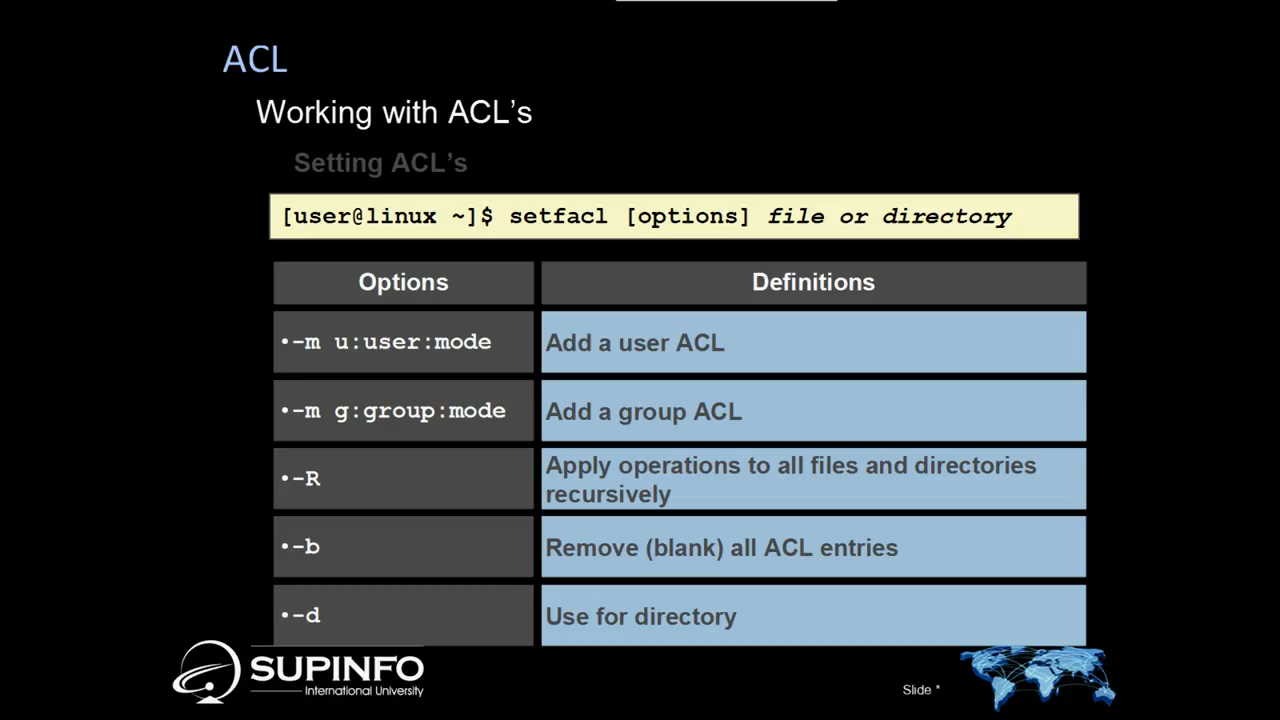 ACL
Working with ACL's
Setting ACL's
[user@linux ~]$ setfacl [options] file or directory
Options
Definitions
•-m u:user:mode
Add a user ACL
•-m g:group:mode
Add a group ACL
•-R
Apply operations to all files and directories
recursively
•-b
Remove (blank) all ACL entries
•-d
Use for directory
SUPINFO
International University
Slide *